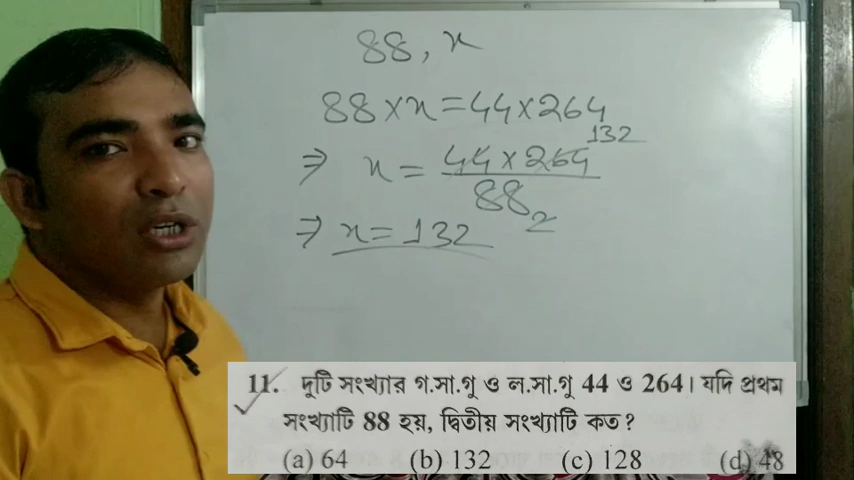 88, x
88 × x = 44 × 264
⇒ x = 44 × 264 132
88 2
⇒ x = 132
11. দুটি সংখ্যার গ.সা.গু ও ল.সা.গু 44 ও 264। যদি প্রথম
সংখ্যাটি 88 হয়, দ্বিতীয় সংখ্যাটি কত?
(a) 64 (b) 132 (c) 128 (d) 48